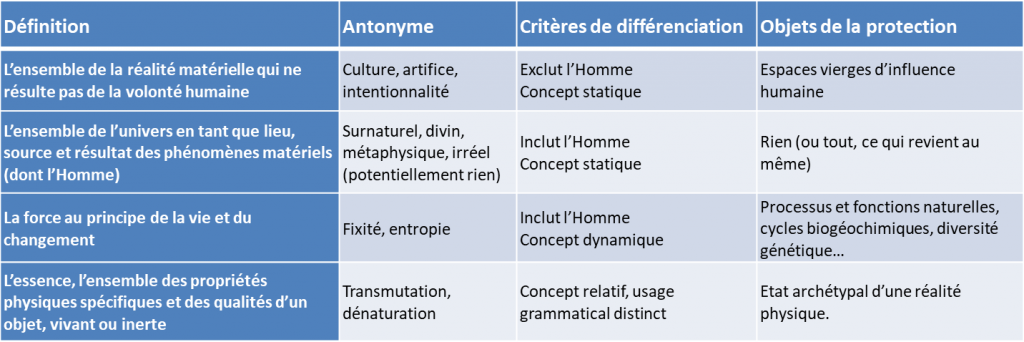 Définition
Antonyme
Critères de différenciation
Objets de la protection
L'ensemble de la réalité matérielle qui ne
résulte pas de la volonté humaine
Culture, artifice,
intentionnalité
Exclut l'Homme
Concept statique
Espaces vierges d'influence
humaine
L'ensemble de l'univers en tant que lieu,
source et résultat des phénomènes matériels
(dont l'Homme)
Surnaturel, divin,
métaphysique, irréel
(potentiellement rien)
Inclut l'Homme
Concept statique
Rien (ou tout, ce qui revient au
même)
La force au principe de la vie et du
changement
Fixité, entropie
Inclut l'Homme
Concept dynamique
Processus et fonctions naturelles,
cycles biogéochimiques, diversité
génétique…
L'essence, l'ensemble des propriétés
physiques spécifiques et des qualités d'un
objet, vivant ou inerte
Transmutation,
dénaturation
Concept relatif, usage
grammatical distinct
Etat archétypal d'une réalité
physique.